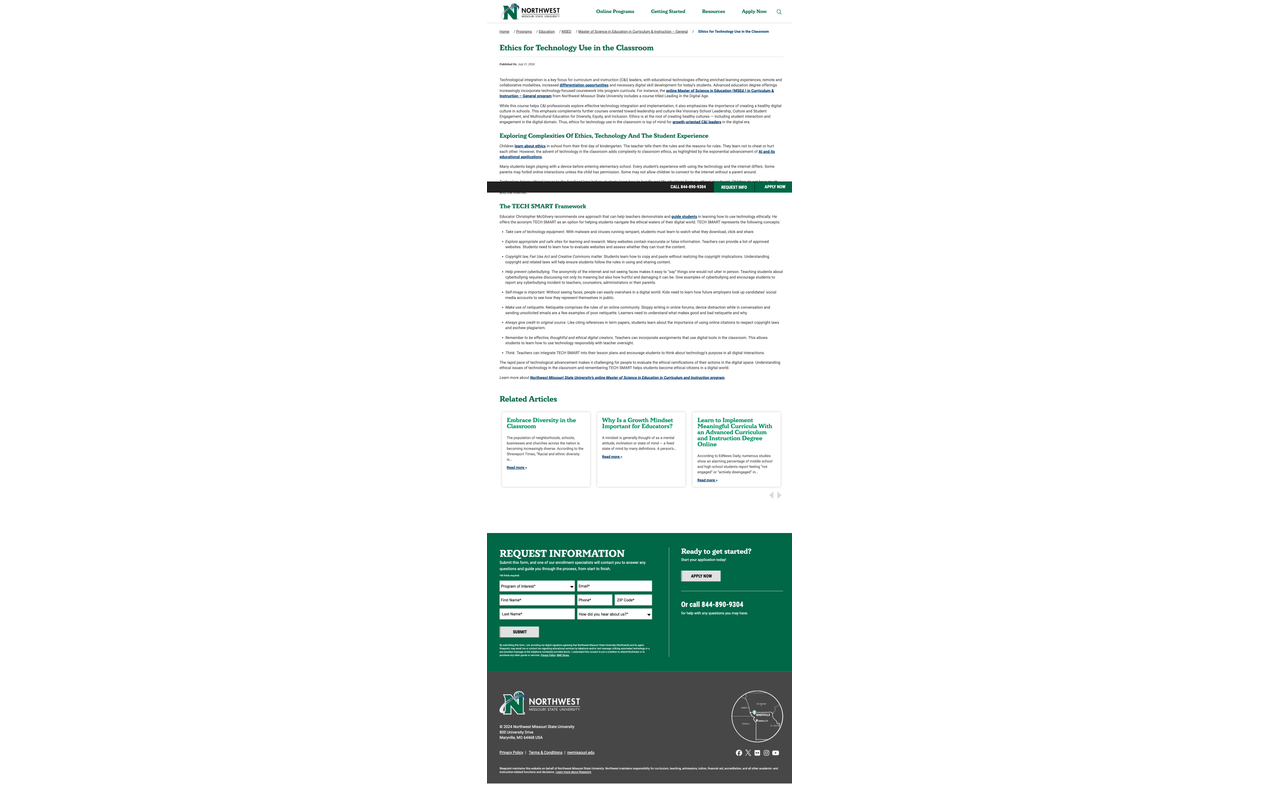 NORTHWEST
MISSOURI STATE UNIVERSITY
Online Programs Getting Started Resources Apply Now
Home / Programs / Education / MSED / Master of Science in Education in Curriculum & Instruction – General / Ethics for Technology Use in the Classroom
Ethics for Technology Use in the Classroom
Technological integration is a key focus for curriculum and instruction (C&I) leaders, with educational technologies offering enriched learning experiences, remote and
collaborative modalities, increased differentiation opportunities and necessary digital skill development for today's students. Advanced education degree offerings
increasingly incorporate technology-focused coursework into program curricula. For instance, the online Master of Science in Education (MSEd.) in Curriculum &
Instruction – General program from Northwest Missouri State University includes a course titled Leading in the Digital Age.
While this course helps C&I professionals explore effective technology integration and implementation, it also emphasizes the importance of creating a healthy digital
culture in schools. This emphasis complements further courses oriented toward leadership and culture like Visionary School Leadership, Culture and Student
Engagement, and Multicultural Education for Diversity, Equity, and Inclusion. Ethics is at the root of creating healthy cultures — including student interaction and
engagement in the digital domain. Thus, ethics for technology use in the classroom is top of mind for growth-oriented C&I leaders in the digital era.
Exploring Complexities Of Ethics, Technology And The Student Experience
Children learn about ethics in school from their first day of kindergarten. The teacher tells them the rules and the reasons for rules. They learn not to cheat or hurt
each other. However, the advent of technology in the classroom adds complexity to classroom ethics, as highlighted by the exponential advancement of AI and its
educational applications.
Many students begin playing with a device before entering elementary school. Every student's experience with using the technology and the internet differs. Some
parents may forbid online interactions unless the child has permission. Some may not allow children to connect to the internet without a parent around.
CALL 844-890-9304 REQUEST INFO APPLY NOW
The TECH SMART Framework
Educator Christopher McGilvery recommends one approach that can help teachers demonstrate and guide students in learning how to use technology ethically. He
offers the acronym TECH SMART as an option for helping students navigate the ethical waters of their digital world. TECH SMART represents the following concepts:
• Take care of technology equipment. With malware and viruses running rampant, students must learn to watch what they download, click and share.
• Explore appropriate and safe sites for learning and research. Many websites contain inaccurate or false information. Teachers can provide a list of approved
websites. Students need to learn how to evaluate websites and assess whether they can trust the content.
• Copyright law, Fair Use Act and Creative Commons matter. Students learn how to copy and paste without realizing the copyright implications. Understanding
copyright and related laws will help ensure students follow the rules in using and sharing content.
• Help prevent cyberbullying. The anonymity of the internet and not seeing faces makes it easy to "say" things one would not utter in person. Teaching students about
cyberbullying requires discussing not only its meaning but also how hurtful and damaging it can be. Give examples of cyberbullying and encourage students to
report any cyberbullying incident to teachers, counselors, administrators or their parents.
• Self-image is important. Without seeing faces, people can easily overshare in a digital world. Kids need to learn how future employers look up candidates' social
media accounts to see how they represent themselves in public.
• Make use of netiquette. Netiquette comprises the rules of an online community. Sloppy writing in online forums, device distraction while in conversation and
sending unsolicited emails are a few examples of poor netiquette. Learners need to understand what makes good and bad netiquette and why.
• Always give credit to original source. Like citing references in term papers, students learn about the importance of using online citations to respect copyright laws
and eschew plagiarism.
• Remember to be effective, thoughtful and ethical digital creators. Teachers can incorporate assignments that use digital tools in the classroom. This allows
students to learn how to use technology responsibly with teacher oversight.
• Think. Teachers can integrate TECH SMART into their lesson plans and encourage students to think about technology's purpose in all digital interactions.
The rapid pace of technological advancement makes it challenging for people to evaluate the ethical ramifications of their actions in the digital space. Understanding
ethical issues of technology in the classroom and remembering TECH SMART helps students become ethical citizens in a digital world.
Learn more about Northwest Missouri State University's online Master of Science in Education in Curriculum and Instruction program.
Related Articles
Embrace Diversity in the
Classroom
The population of neighborhoods, schools,
businesses and churches across the nation is
becoming increasingly diverse. According to the
Shreveport Times, "Racial and ethnic diversity
is...
Read more »
Why Is a Growth Mindset
Important for Educators?
A mindset is generally thought of as a mental
attitude, inclination or state of mind — a fixed
state of mind by many definitions. A person's...
Read more »
Learn to Implement
Meaningful Curricula With
an Advanced Curriculum
and Instruction Degree
Online
According to EdNews Daily, numerous studies
show an alarming percentage of middle school
and high school students report feeling "not
engaged" or "actively disengaged" in...
Read more »
REQUEST INFORMATION
Submit this form, and one of our enrollment specialists will contact you to answer any
questions and guide you through the process, from start to finish.
Program of Interest* Email*
First Name* Phone* ZIP Code*
Last Name* How did you hear about us?*
SUBMIT
Ready to get started?
Start your application today!
APPLY NOW
Or call 844-890-9304
for help with any questions you may have.
NORTHWEST
MISSOURI STATE UNIVERSITY
© 2024 Northwest Missouri State University
800 University Drive
Maryville, MO 64468 USA
Privacy Policy | Terms & Conditions | nwmissouri.edu